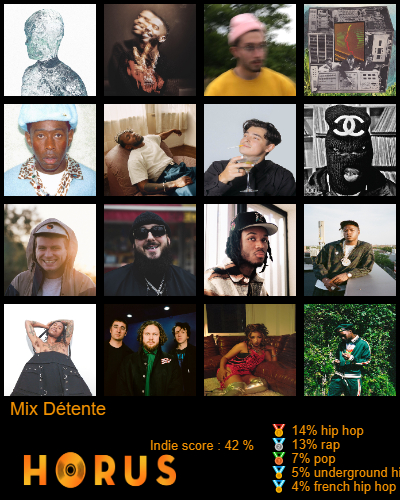 Mix Détente
Indie score : 42 %
HORUS
14% hip hop
13% rap
7% pop
5% underground hi
4% french hip hop